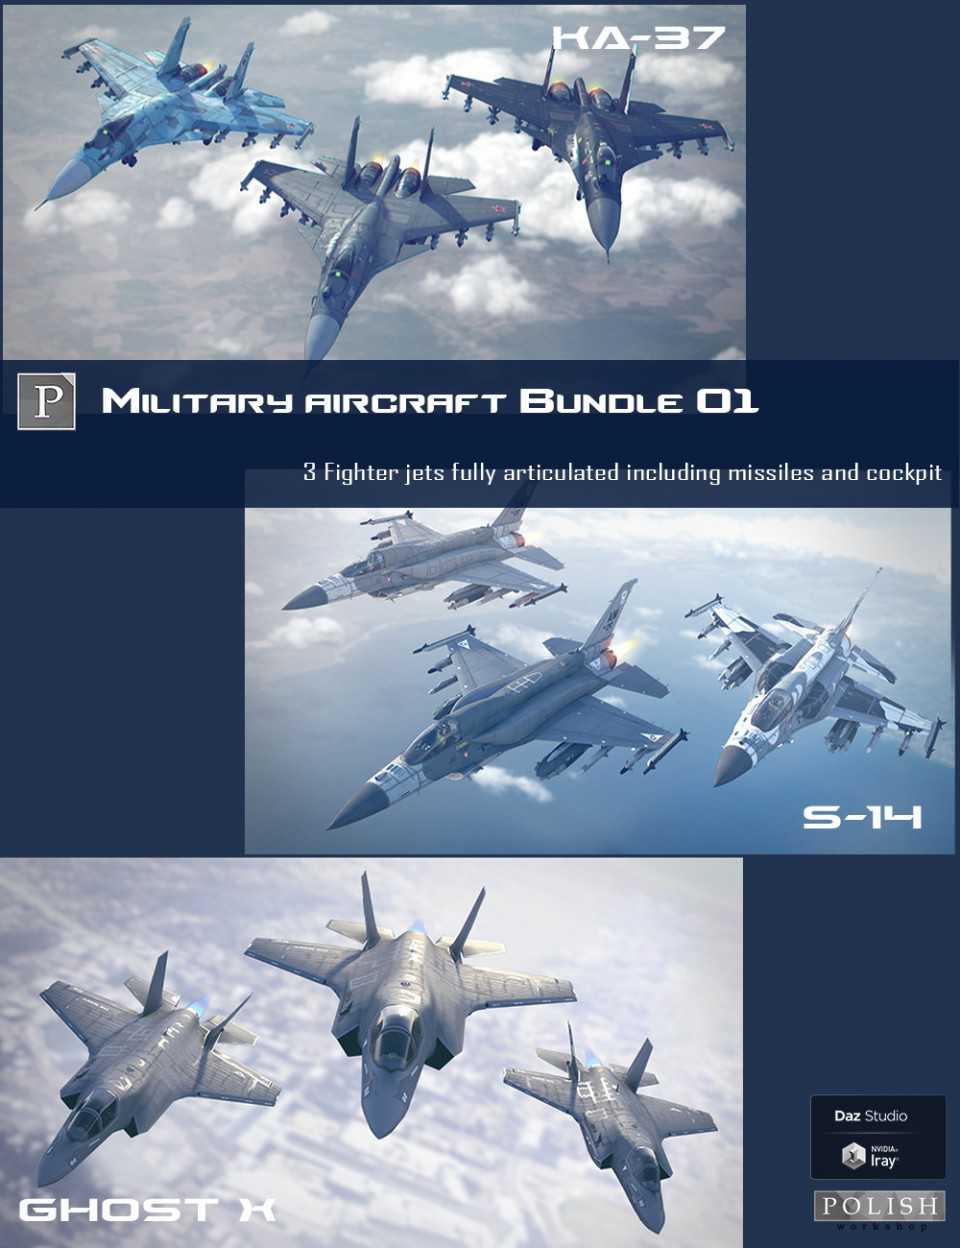 KA-37
P
Military aircraft Bundle 01
3 Fighter jets fully articulated including missiles and cockpit
S-14
GHOST X
Daz Studio
NVIDIA®
Iray®
POLISH
workshop